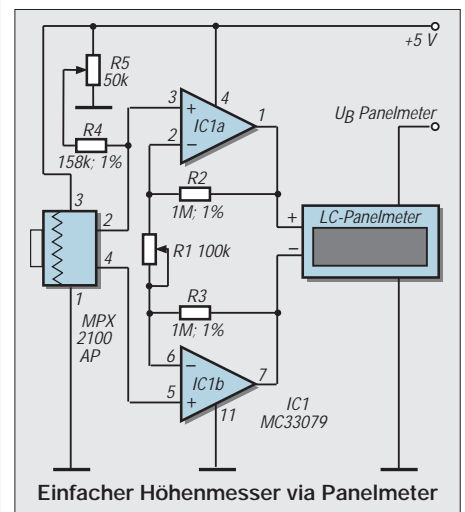 +5 V
R5
50k
UB Panelmeter
3
4
1
+
IC1a
2
−
R4
158k; 1%
R2
1M; 1%
3
2
+
LC-Panelmeter
−
R1 100k
4
R3
1M; 1%
1
MPX
2100
AP
6
−
7
IC1b
5
+
11
IC1
MC33079
Einfacher Höhenmesser via Panelmeter